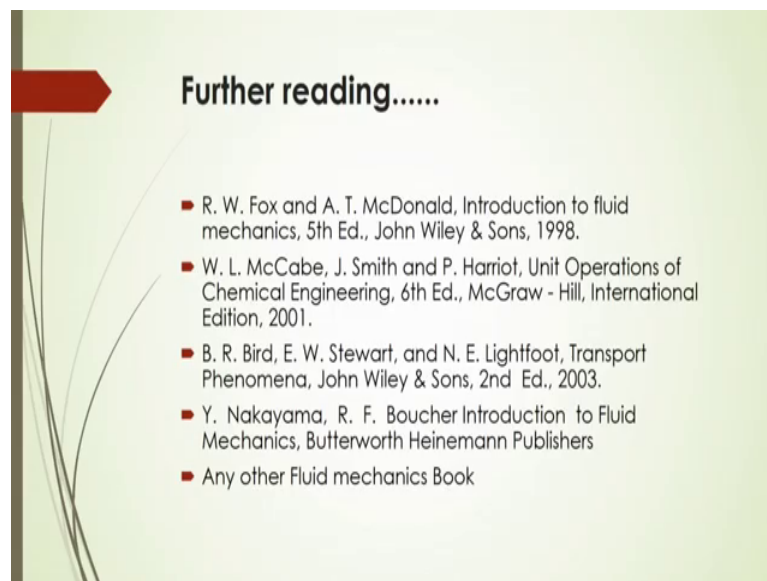 Further reading......
R. W. Fox and A. T. McDonald, Introduction to fluid
mechanics, 5th Ed., John Wiley & Sons, 1998.
W. L. McCabe, J. Smith and P. Harriot, Unit Operations of
Chemical Engineering, 6th Ed., McGraw - Hill, International
Edition, 2001.
B. R. Bird, E. W. Stewart, and N. E. Lightfoot, Transport
Phenomena, John Wiley & Sons, 2nd Ed., 2003.
Y. Nakayama, R. F. Boucher Introduction to Fluid
Mechanics, Butterworth Heinemann Publishers
Any other Fluid mechanics Book